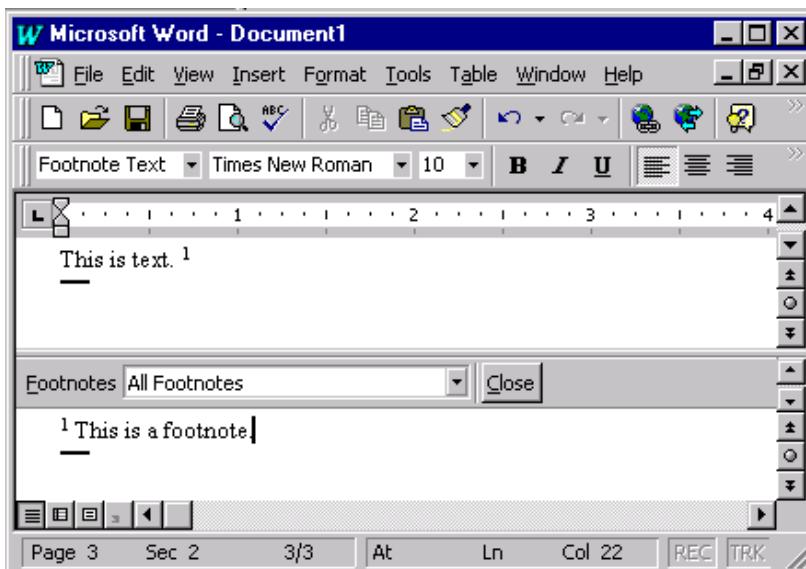 Microsoft Word - Document1
File Edit View Insert Format Tools Table Window Help
ABC
Footnote Text Times New Roman 10 B I U
L 1 2 3 4
This is text. 1
Footnotes All Footnotes Close
1 This is a footnote.
Page 3 Sec 2 3/3 At Ln Col 22 REC TRK